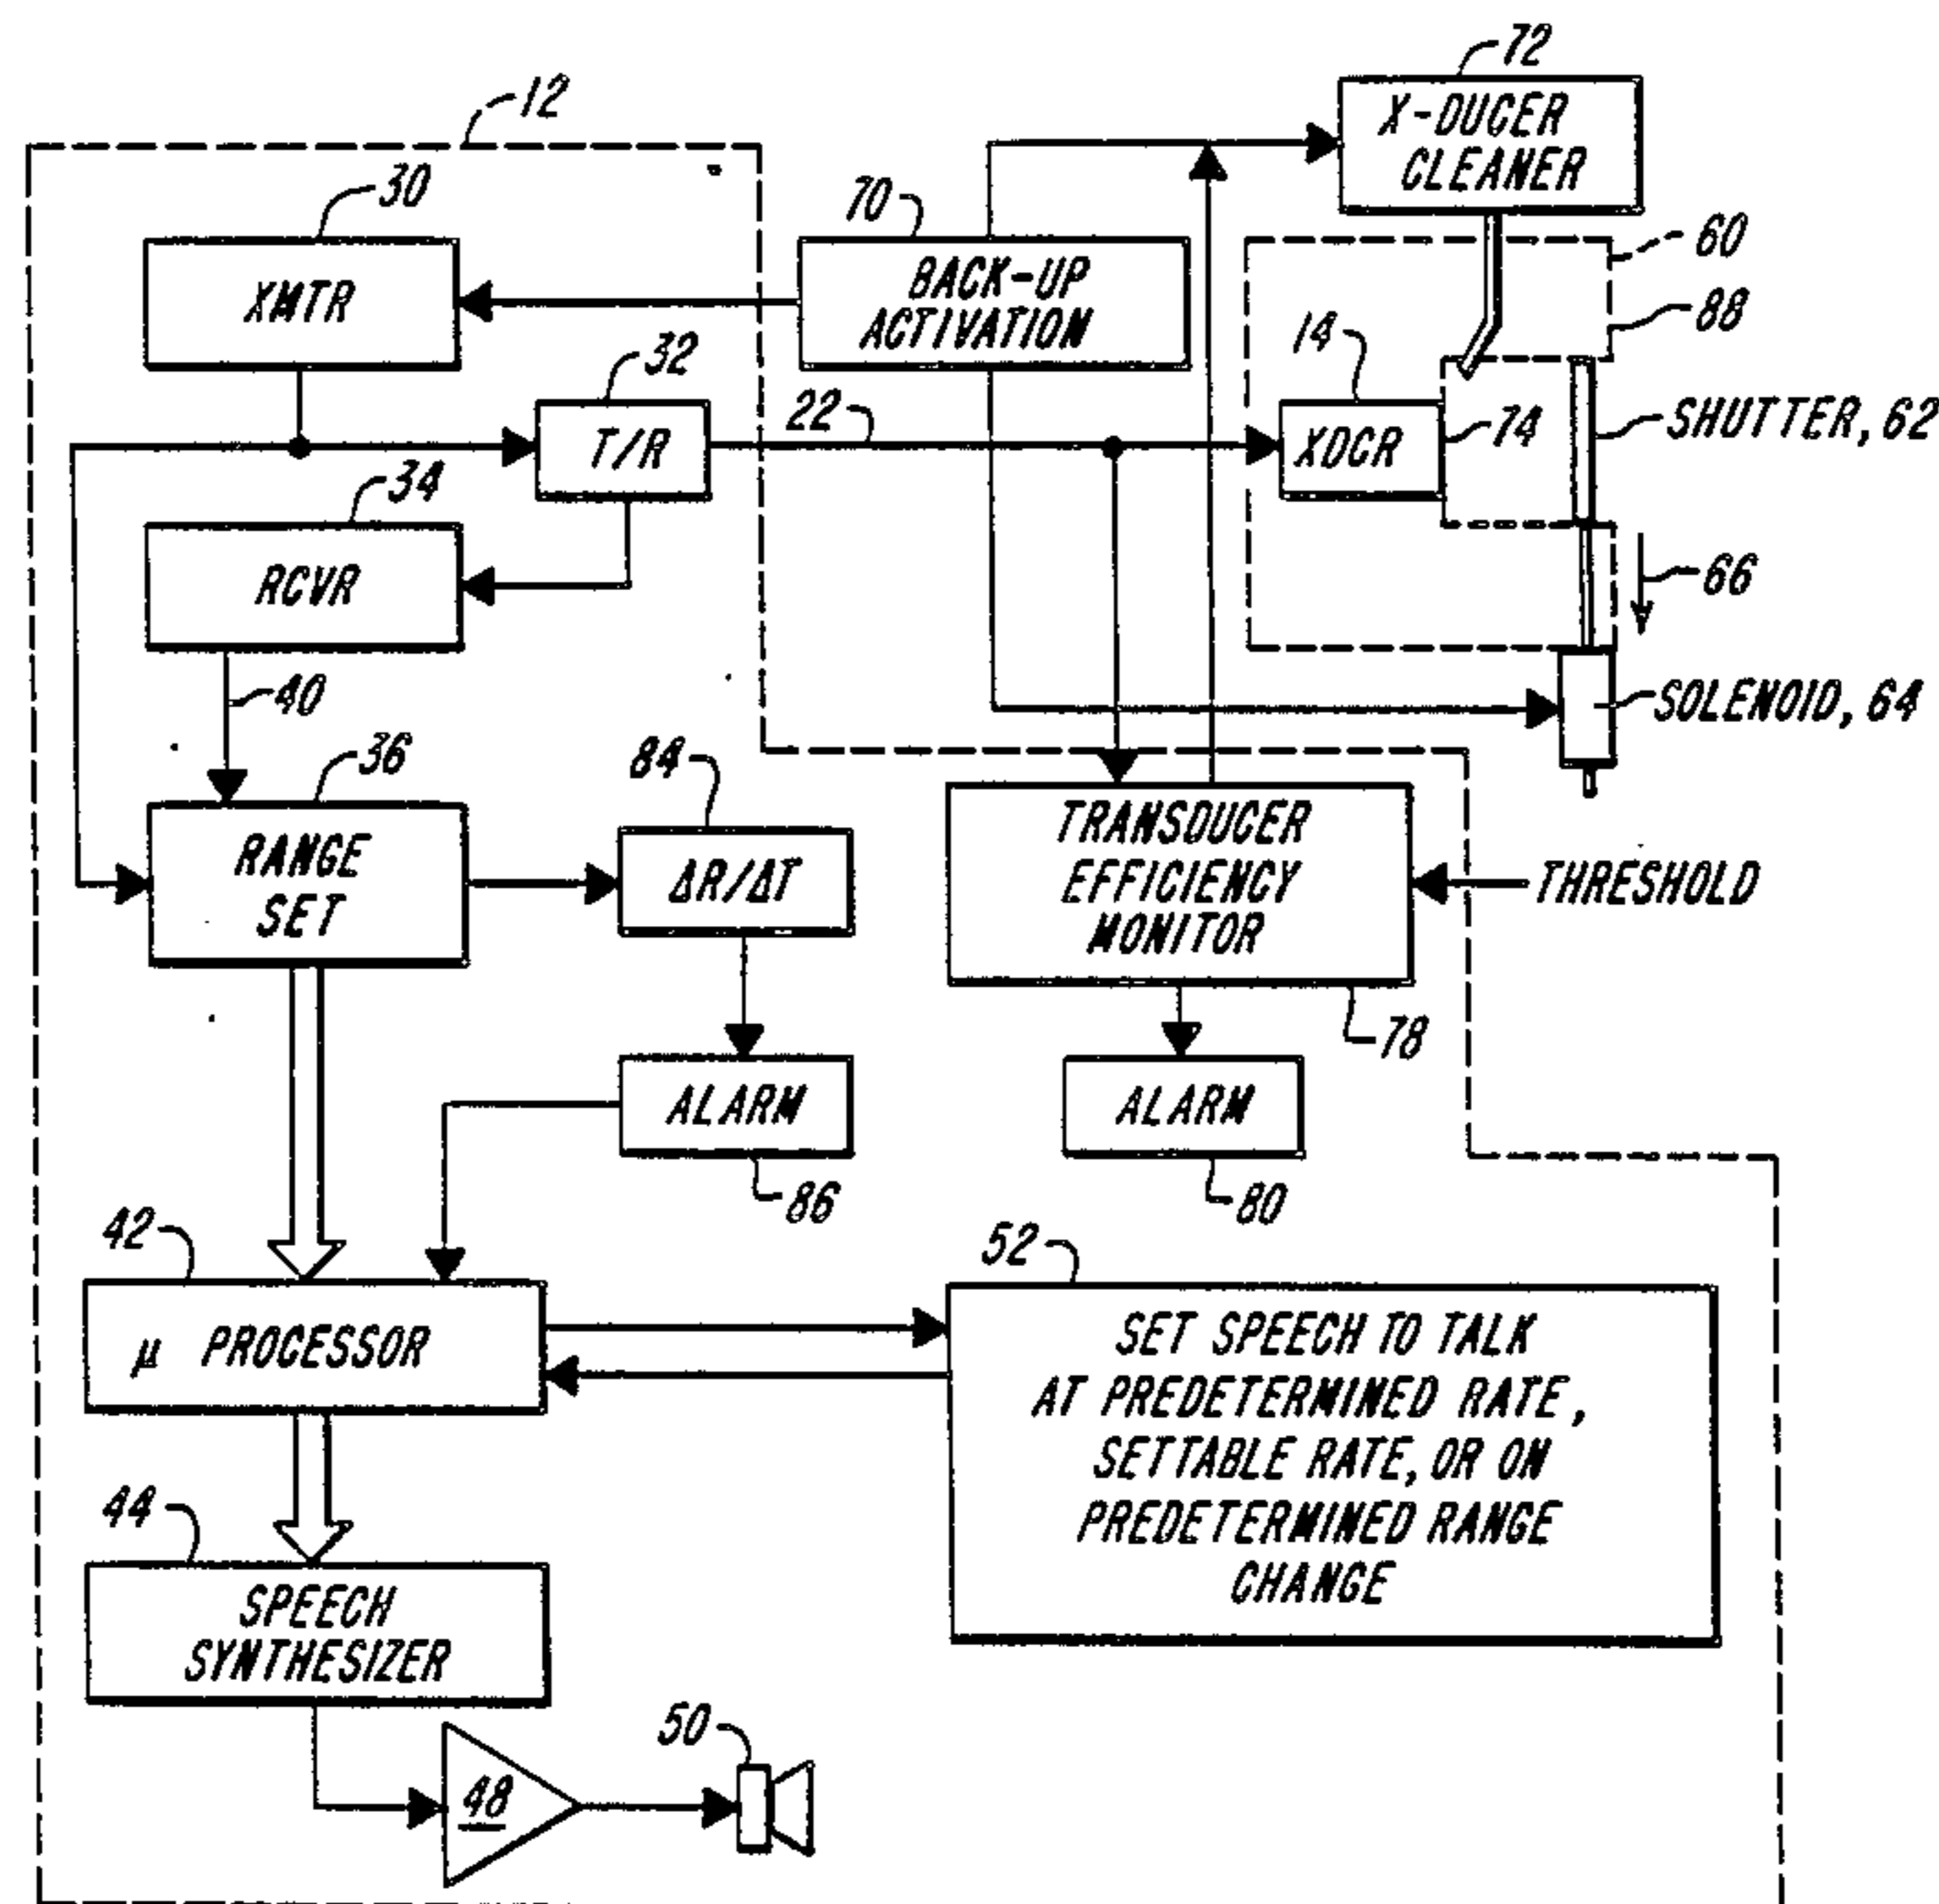 72
X-DUCER
CLEANER
12
30
70
60
XMTR
BACK-UP
ACTIVATION
88
32
14
22
T/R
XDCR
74
SHUTTER, 62
34
RCVR
66
40
SOLENOID, 64
36
84
RANGE
SET
ΔR/ΔT
TRANSDUCER
EFFICIENCY
MONITOR
THRESHOLD
78
ALARM
ALARM
86
80
42
52
μ PROCESSOR
SET SPEECH TO TALK
AT PREDETERMINED RATE,
SETTABLE RATE, OR ON
PREDETERMINED RANGE
CHANGE
44
SPEECH
SYNTHESIZER
50
48